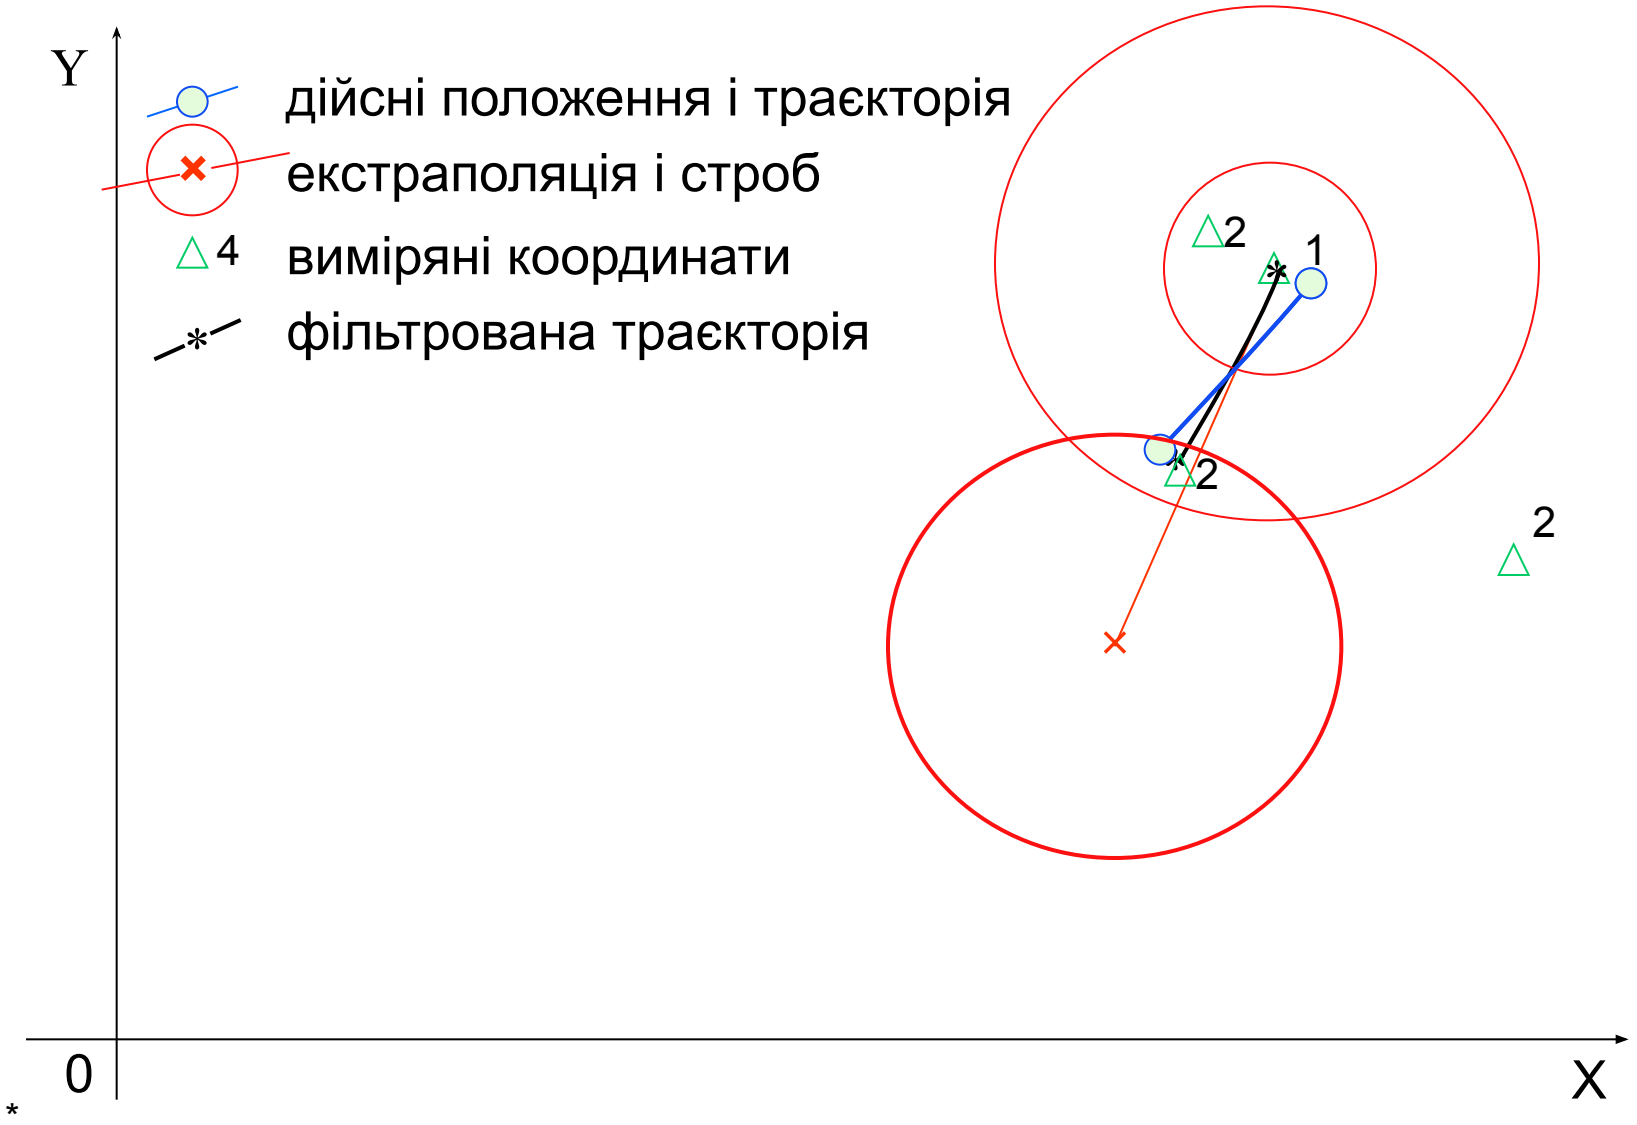 Y
дійсні положення і траєкторія
екстраполяція і строб
4 виміряні координати
* фільтрована траєкторія
2
1
*
* 2
2
0
X
*